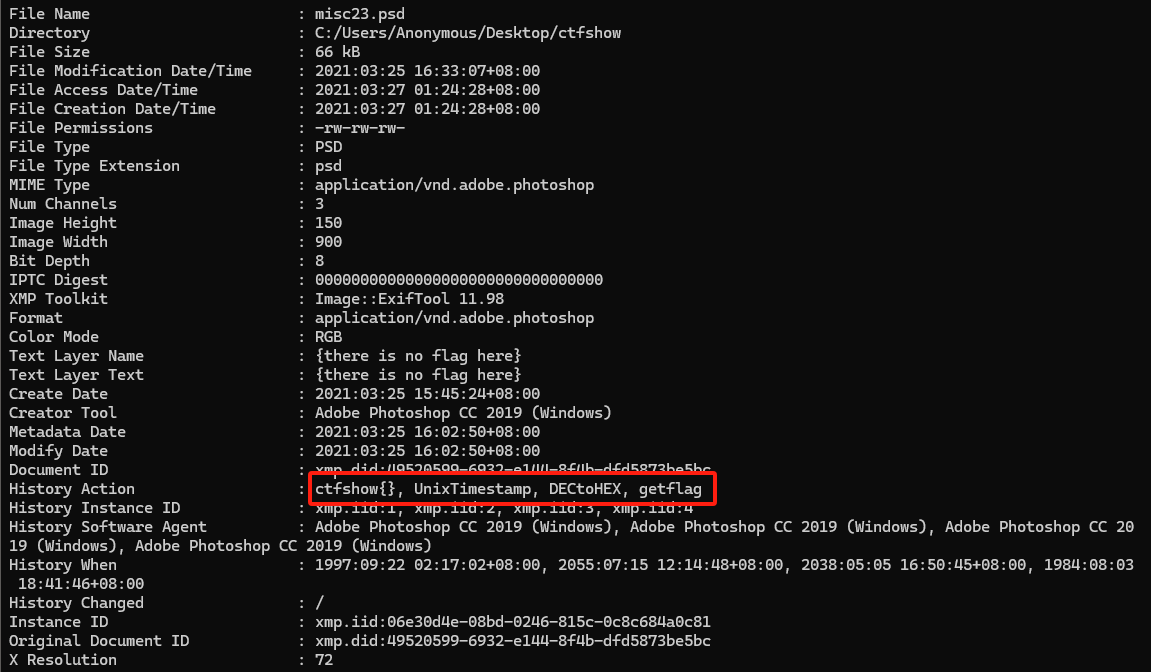 File Name : misc23.psd
Directory : C:/Users/Anonymous/Desktop/ctfshow
File Size : 66 kB
File Modification Date/Time : 2021:03:25 16:33:07+08:00
File Access Date/Time : 2021:03:27 01:24:28+08:00
File Creation Date/Time : 2021:03:27 01:24:28+08:00
File Permissions : -rw-rw-rw-
File Type : PSD
File Type Extension : psd
MIME Type : application/vnd.adobe.photoshop
Num Channels : 3
Image Height : 150
Image Width : 900
Bit Depth : 8
IPTC Digest : 00000000000000000000000000000000
XMP Toolkit : Image::ExifTool 11.98
Format : application/vnd.adobe.photoshop
Color Mode : RGB
Text Layer Name : {there is no flag here}
Text Layer Text : {there is no flag here}
Create Date : 2021:03:25 15:45:24+08:00
Creator Tool : Adobe Photoshop CC 2019 (Windows)
Metadata Date : 2021:03:25 16:02:50+08:00
Modify Date : 2021:03:25 16:02:50+08:00
Document ID : xmp.did:49520599-6932-e144-8f4b-dfd5873be5bc
History Action : ctfshow{}, UnixTimestamp, DECtoHEX, getflag
History Instance ID : xmp.iid:1, xmp.iid:2, xmp.iid:3, xmp.iid:4
History Software Agent : Adobe Photoshop CC 2019 (Windows), Adobe Photoshop CC 2019 (Windows), Adobe Photoshop CC 20
19 (Windows), Adobe Photoshop CC 2019 (Windows)
History When : 1997:09:22 02:17:02+08:00, 2055:07:15 12:14:48+08:00, 2038:05:05 16:50:45+08:00, 1984:08:03
18:41:46+08:00
History Changed : /
Instance ID : xmp.iid:06e30d4e-08bd-0246-815c-0c8c684a0c81
Original Document ID : xmp.did:49520599-6932-e144-8f4b-dfd5873be5bc
X Resolution : 72